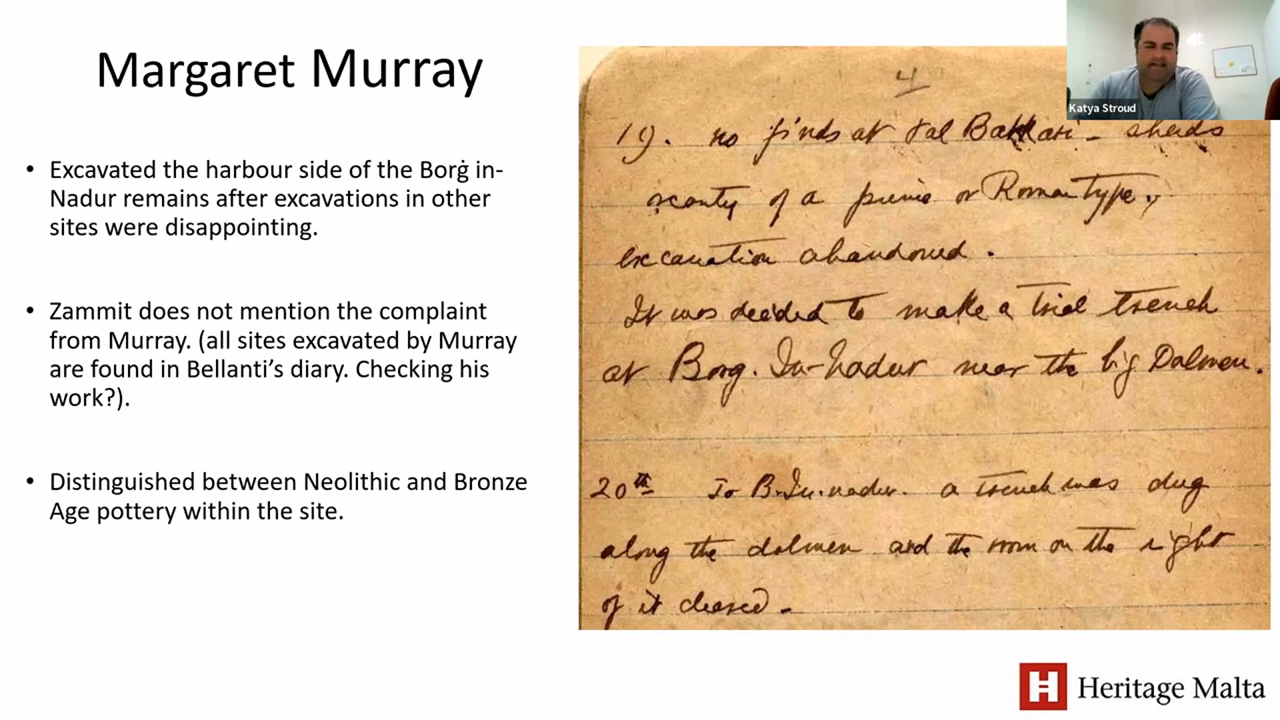 Margaret Murray
• Excavated the harbour side of the Borġ in-
Nadur remains after excavations in other
sites were disappointing.
• Zammit does not mention the complaint
from Murray. (all sites excavated by Murray
are found in Bellanti’s diary. Checking his
work?).
• Distinguished between Neolithic and Bronze
Age pottery within the site.
4
19. no finds at tal Bakkari - sherds
scanty of a punic or Roman type,
excavation abandoned.
It was decided to make a trial trench
at Borg. In-nadur near the big Dolmen.
20th To B.In.nadur. a trench was dug
along the dolmen and the room on the right
of it cleared -
Katya Stroud
Heritage Malta